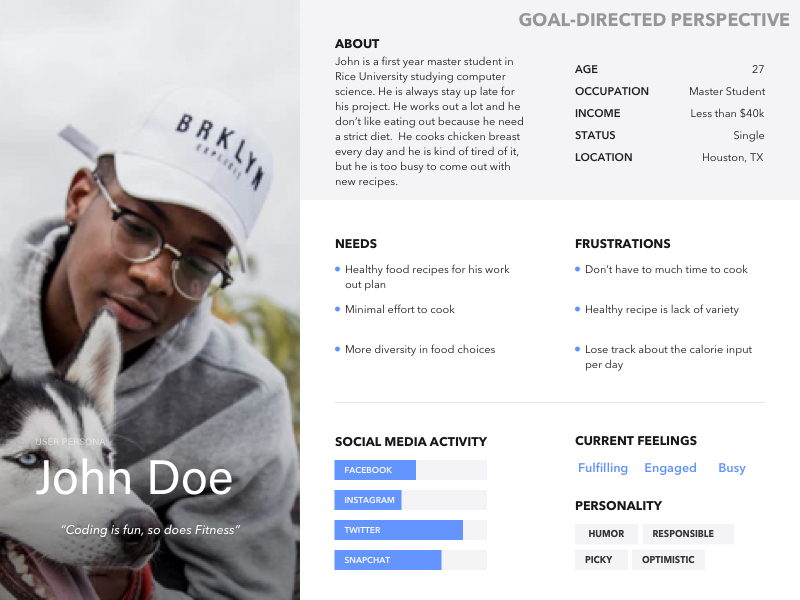 GOAL-DIRECTED PERSPECTIVE
ABOUT
John is a first year master student in
Rice University studying computer
science. He is always stay up late for
his project. He works out a lot and he
don't like eating out because he need
a strict diet.  He cooks chicken breast
every day and he is kind of tired of it,
but he is too busy to come out with
new recipes.
AGE 27
OCCUPATION Master Student
INCOME Less than $40k
STATUS Single
LOCATION Houston, TX
BRKLYN
EXPLICIT
NEEDS
Healthy food recipes for his work
out plan
Minimal effort to cook
More diversity in food choices
FRUSTRATIONS
Don't have to much time to cook
Healthy recipe is lack of variety
Lose track about the calorie input
per day
USER PERSONA
John Doe
“Coding is fun, so does Fitness”
SOCIAL MEDIA ACTIVITY
FACEBOOK
INSTAGRAM
TWITTER
SNAPCHAT
CURRENT FEELINGS
Fulfilling Engaged Busy
PERSONALITY
HUMOR RESPONSIBLE
PICKY OPTIMISTIC